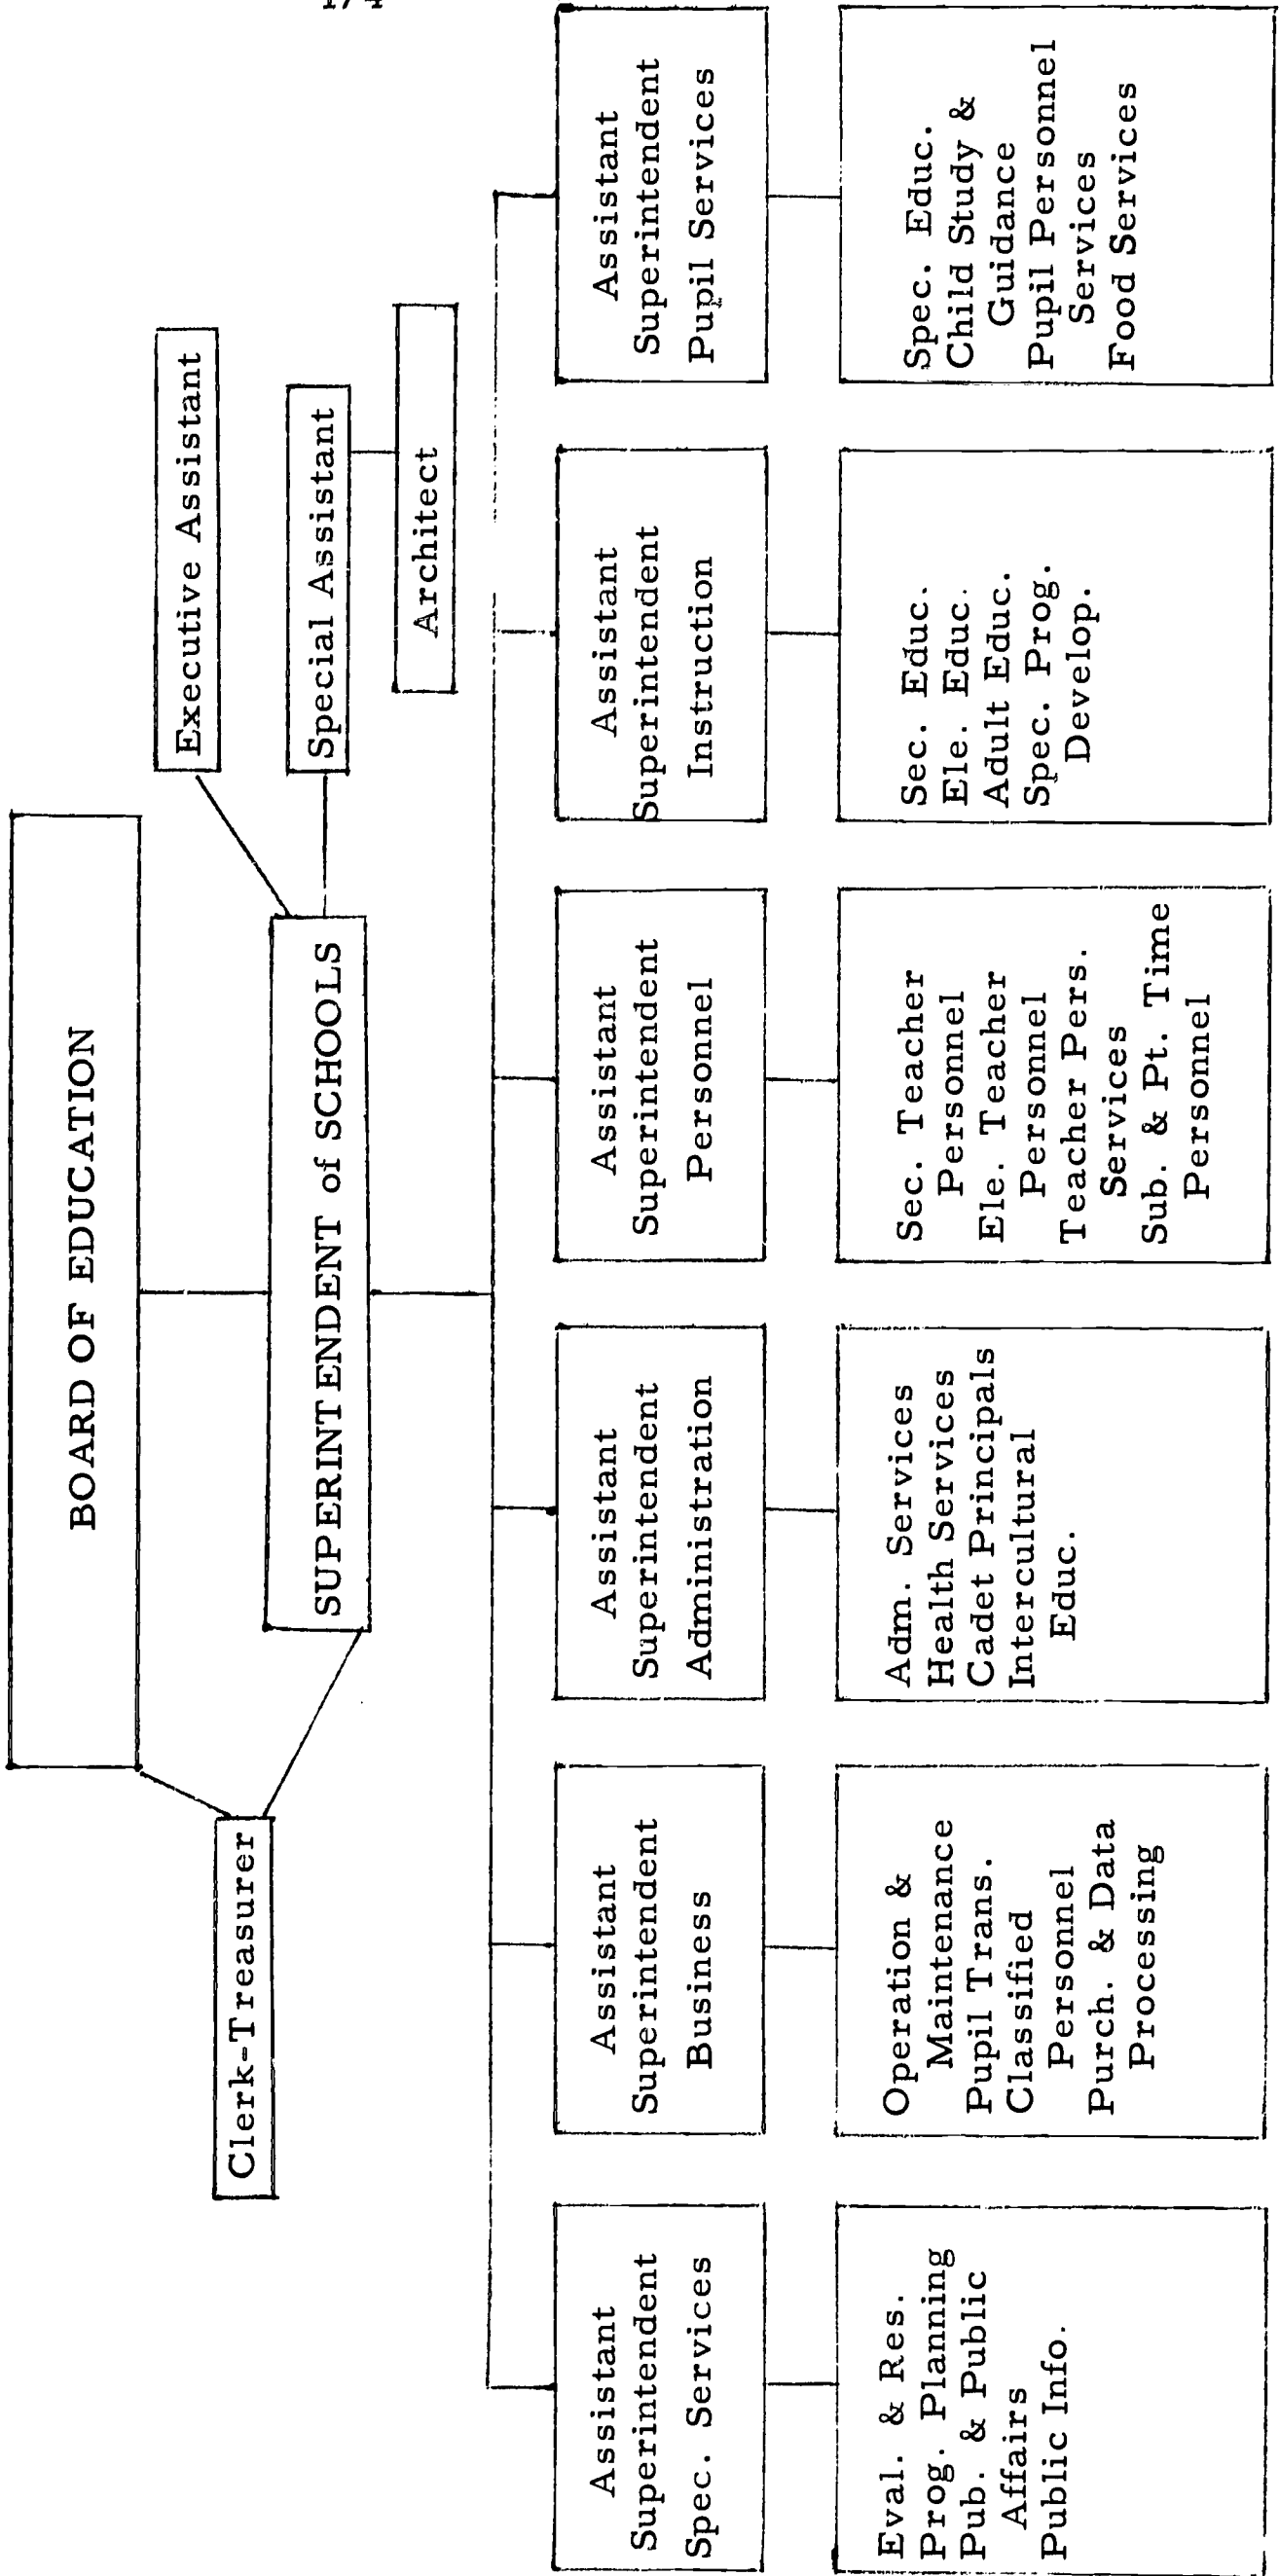 BOARD OF EDUCATION
Clerk-Treasurer
SUPERINTENDENT of SCHOOLS
Executive Assistant
Special Assistant
Architect
Assistant
Superintendent
Spec. Services
Eval. & Res.
Prog. Planning
Pub. & Public
Affairs
Public Info.
Assistant
Superintendent
Business
Operation &
Maintenance
Pupil Trans.
Classified
Personnel
Purch. & Data
Processing
Assistant
Superintendent
Administration
Adm. Services
Health Services
Cadet Principals
Intercultural
Educ.
Assistant
Superintendent
Personnel
Sec. Teacher
Personnel
Ele. Teacher
Personnel
Teacher Pers.
Services
Sub. & Pt. Time
Personnel
Assistant
Superintendent
Instruction
Sec. Educ.
Ele. Educ.
Adult Educ.
Spec. Prog.
Develop.
Assistant
Superintendent
Pupil Services
Spec. Educ.
Child Study &
Guidance
Pupil Personnel
Services
Food Services